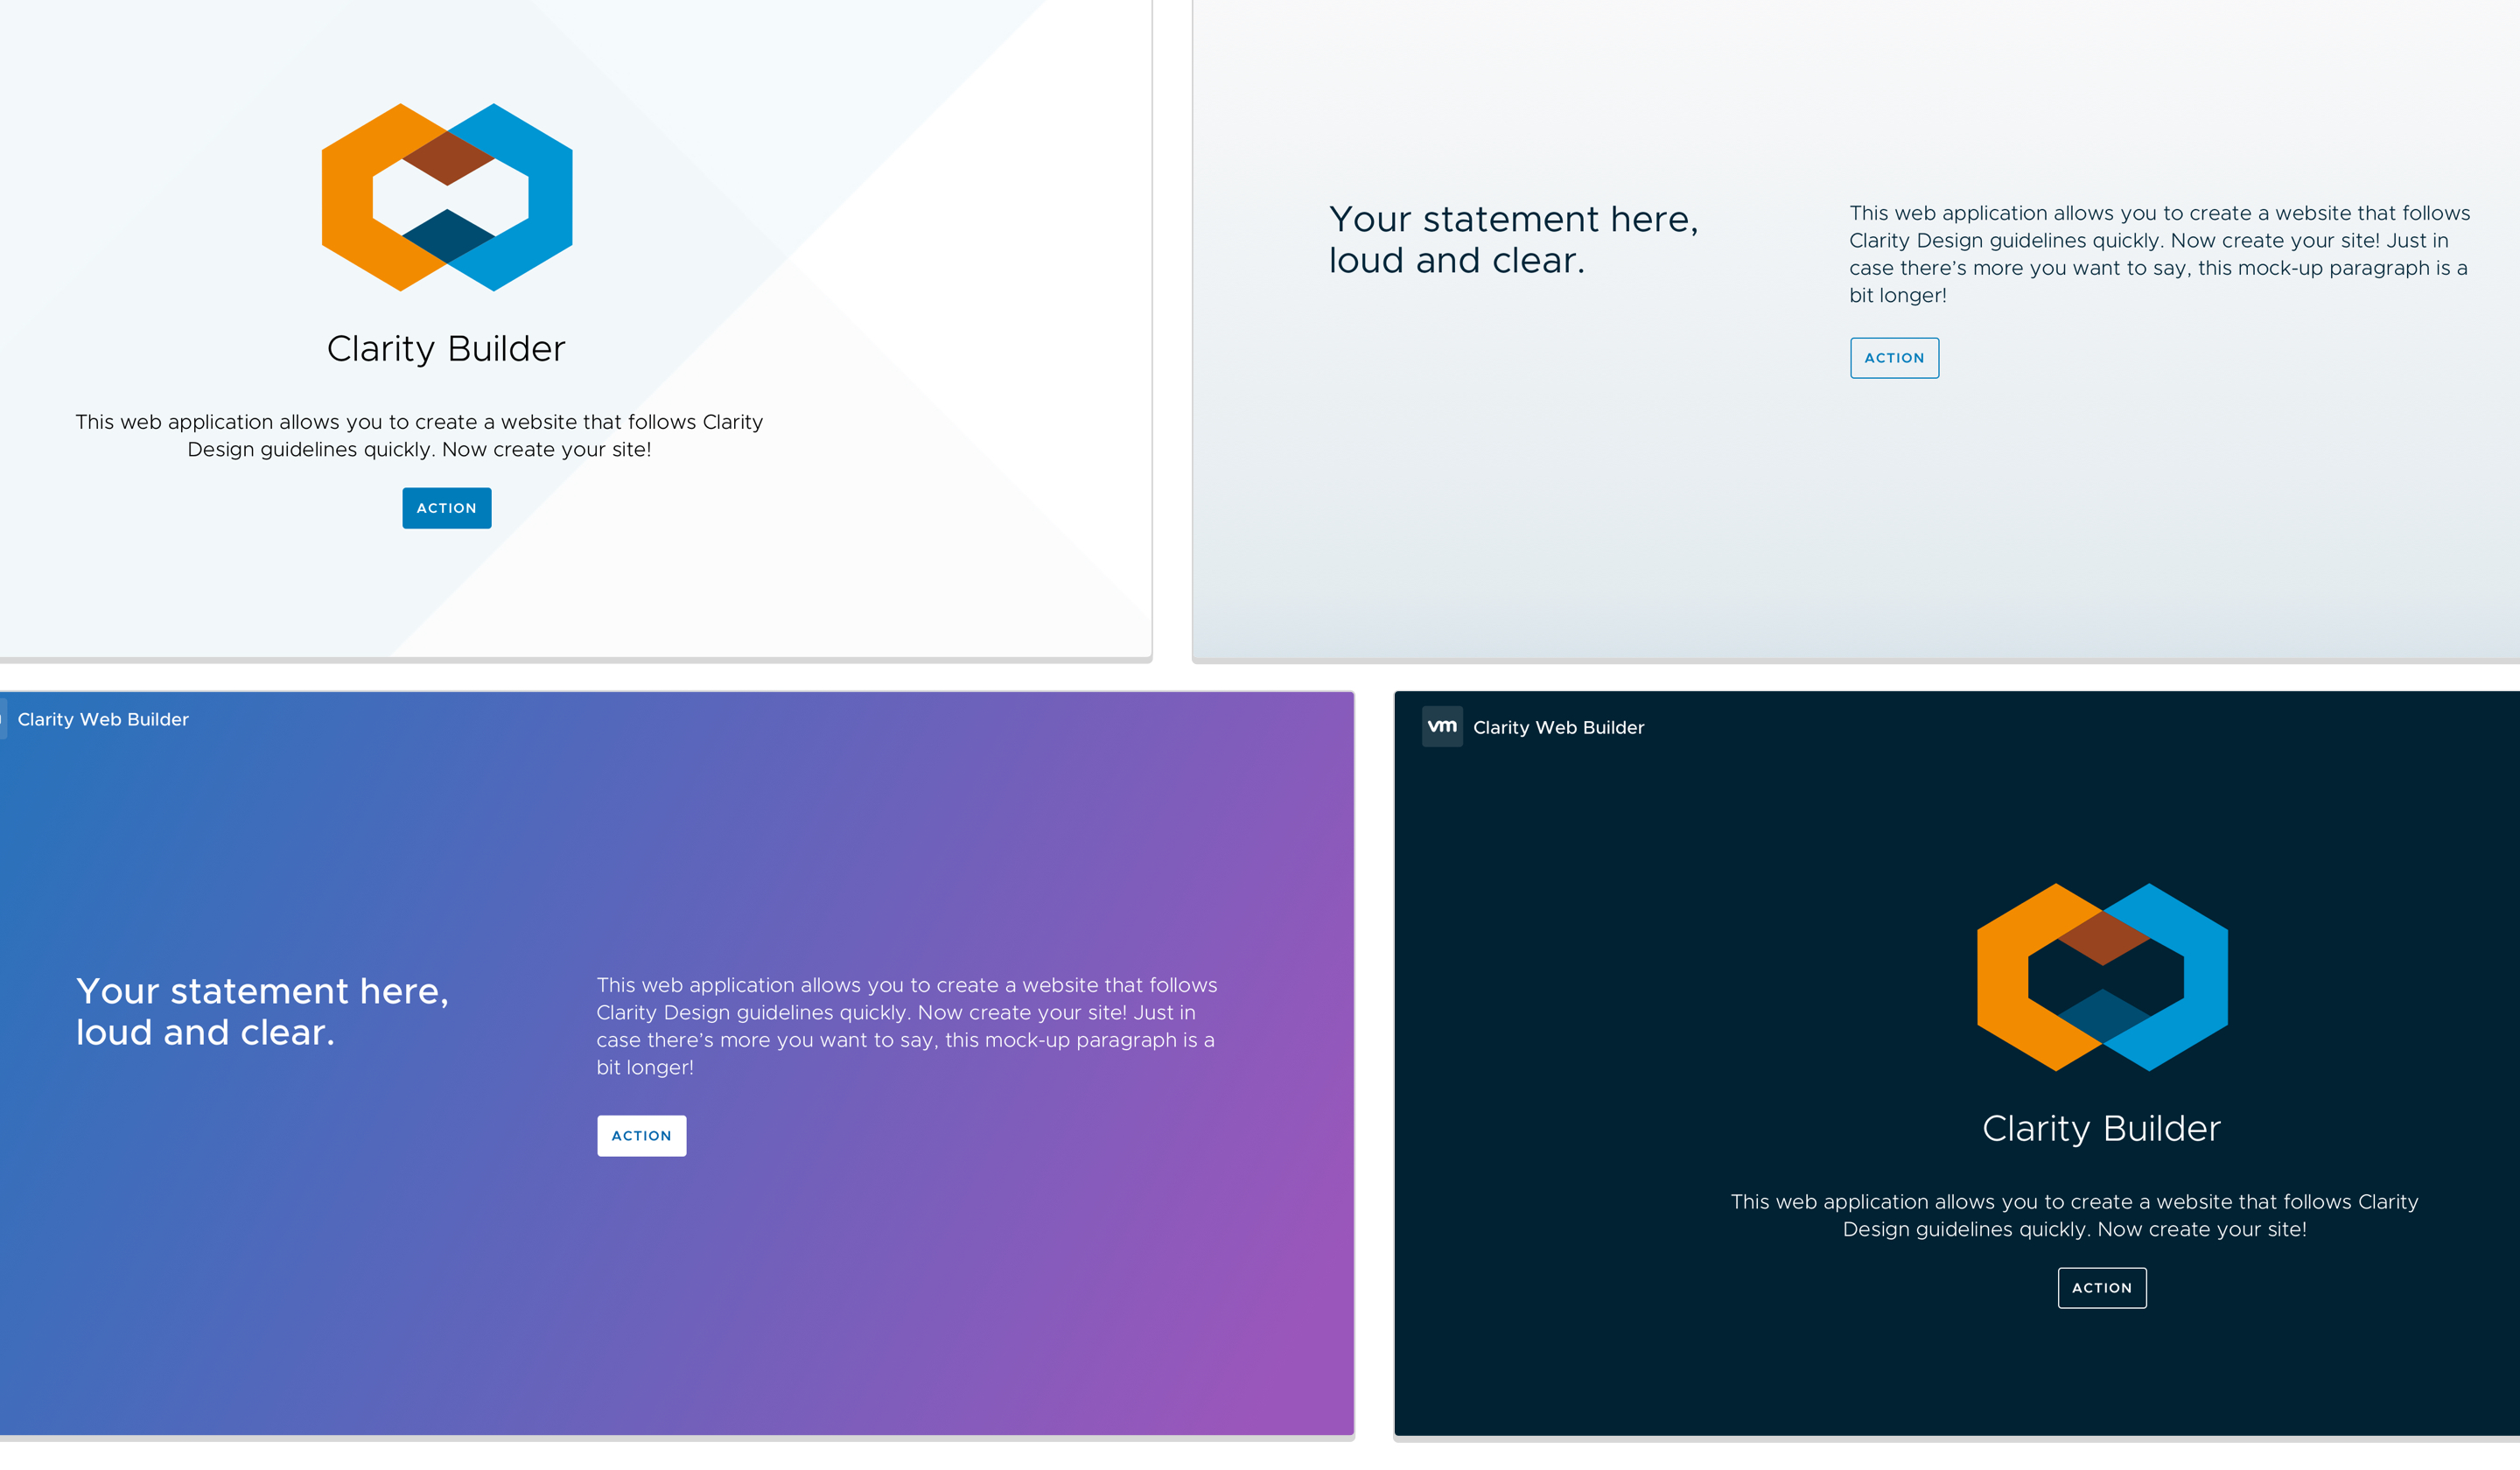 Clarity Builder
This web application allows you to create a website that follows Clarity
Design guidelines quickly. Now create your site!
ACTION
Your statement here,
loud and clear.
This web application allows you to create a website that follows
Clarity Design guidelines quickly. Now create your site! Just in
case there’s more you want to say, this mock-up paragraph is a
bit longer!
ACTION
Clarity Web Builder
Your statement here,
loud and clear.
This web application allows you to create a website that follows
Clarity Design guidelines quickly. Now create your site! Just in
case there’s more you want to say, this mock-up paragraph is a
bit longer!
ACTION
vm Clarity Web Builder
Clarity Builder
This web application allows you to create a website that follows Clarity
Design guidelines quickly. Now create your site!
ACTION